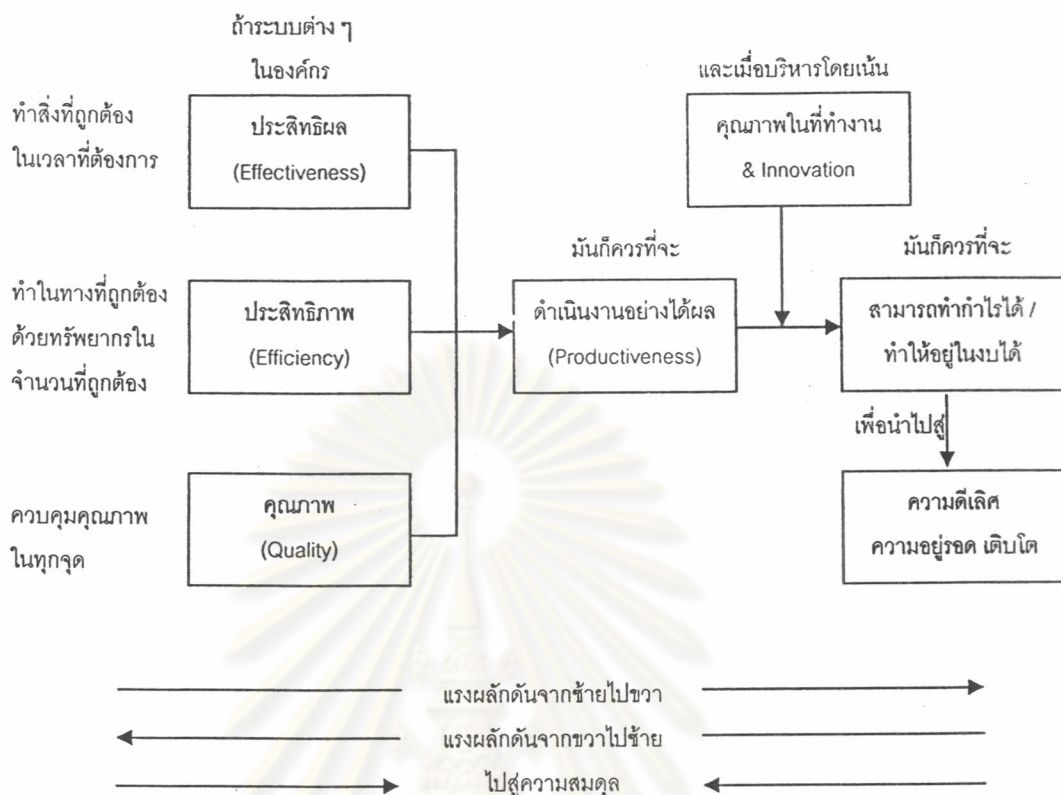 ถ้าระบบต่าง ๆ
ในองค์กร
ทำสิ่งที่ถูกต้อง
ในเวลาที่ต้องการ
ประสิทธิผล
(Effectiveness)
และเมื่อบริหารโดยเน้น
คุณภาพในที่ทำงาน
& Innovation
ทำในทางที่ถูกต้อง
ด้วยทรัพยากรใน
จำนวนที่ถูกต้อง
ประสิทธิภาพ
(Efficiency)
มันก็ควรที่จะ
ดำเนินงานอย่างได้ผล
(Productiveness)
มันก็ควรที่จะ
สามารถทำกำไรได้ /
ทำให้อยู่ในงบได้
เพื่อนำไปสู่
ควบคุมคุณภาพ
ในทุกจุด
คุณภาพ
(Quality)
ความดีเลิศ
ความอยู่รอด เติบโต
แรงผลักดันจากซ้ายไปขวา
แรงผลักดันจากขวาไปซ้าย
ไปสู่ความสมดุล